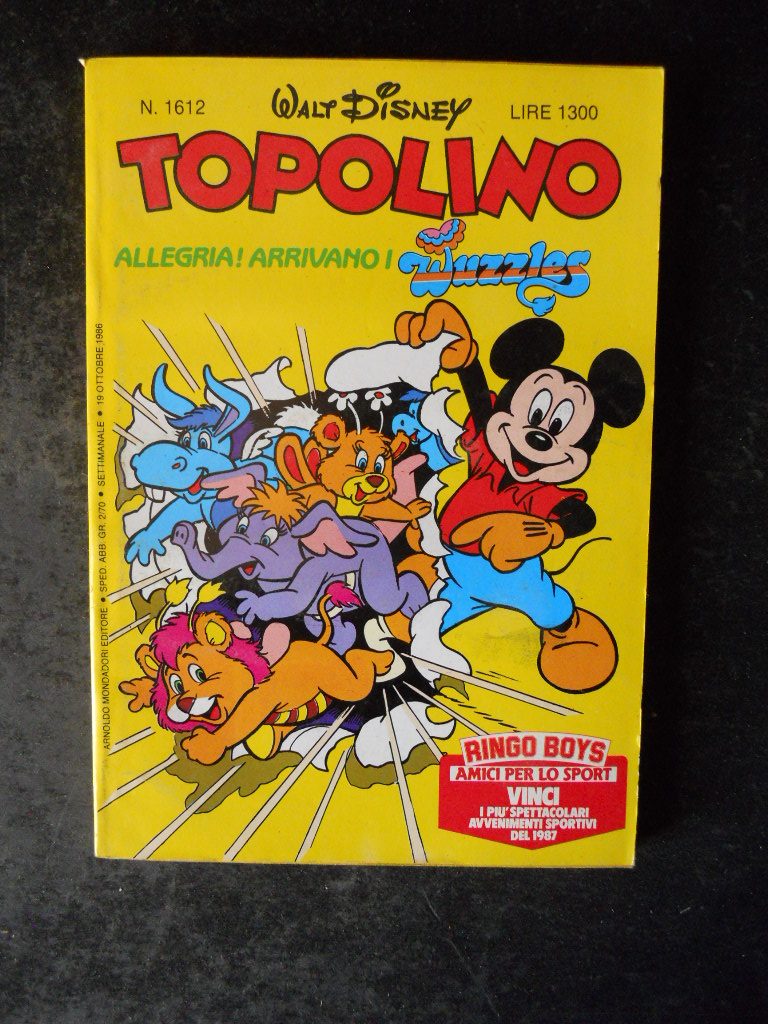 N. 1612
WALT DISNEY
LIRE 1300
TOPOLINO
ALLEGRIA! ARRIVANO I Wuzzles
ARNOLDO MONDADORI EDITORE • SPED. ABB. GR. 2/70 • SETTIMANALE • 19 OTTOBRE 1986
RINGO BOYS
AMICI PER LO SPORT
VINCI
I PIU' SPETTACOLARI
AVVENIMENTI SPORTIVI
DEL 1987